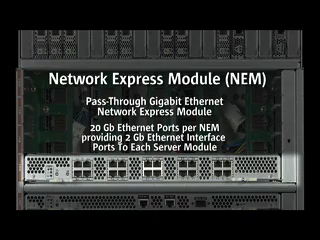 Network Express Module (NEM)
Pass-Through Gigabit Ethernet
Network Express Module
20 Gb Ethernet Ports per NEM
providing 2 Gb Ethernet Interface
Ports To Each Server Module